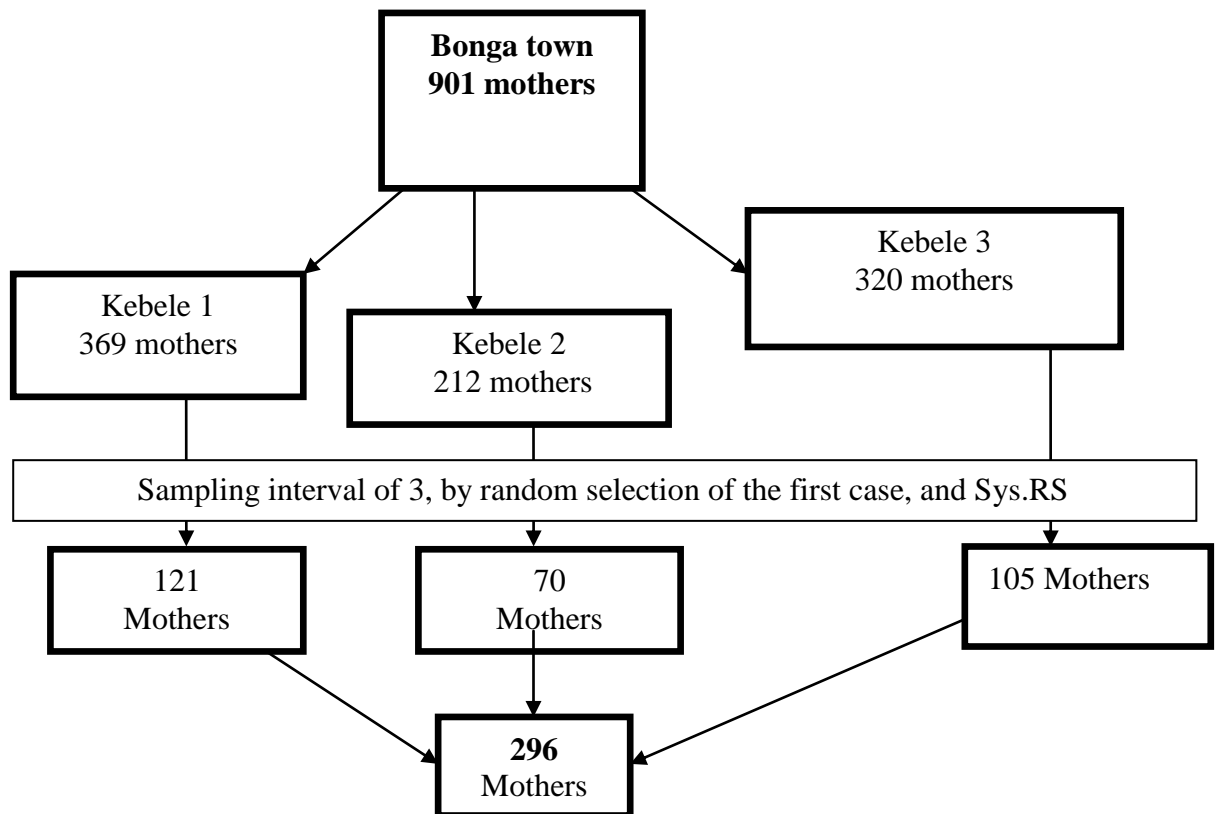 Bonga town
901 mothers
Kebele 1
369 mothers
Kebele 2
212 mothers
Kebele 3
320 mothers
Sampling interval of 3, by random selection of the first case, and Sys.RS
121
Mothers
70
Mothers
105 Mothers
296
Mothers